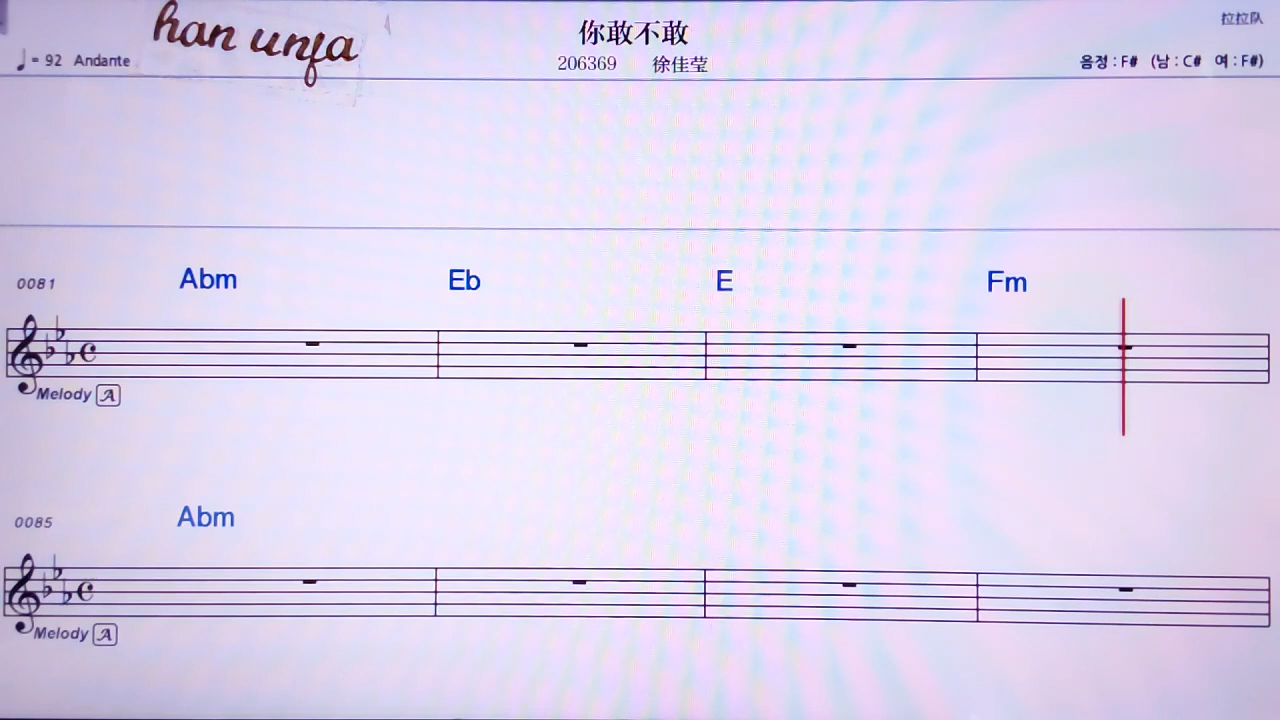 han unfa
你敢不敢
拉拉队
♩= 92 Andante
206369 徐佳莹
음정 : F# (남 : C# 여 : F#)
0081 Abm Eb E Fm
Melody A
0085 Abm
Melody A